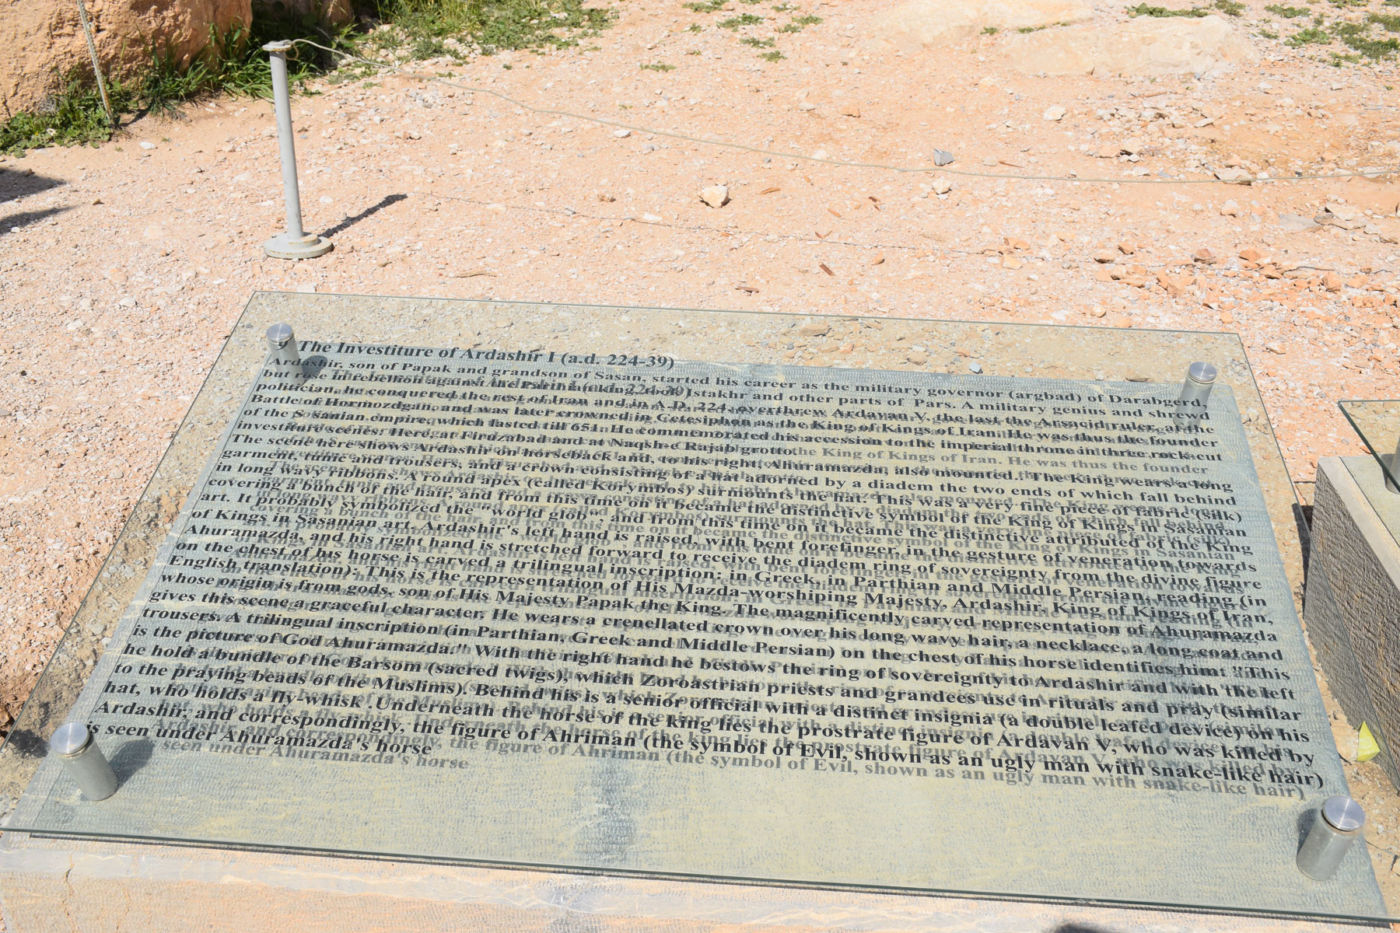 The Investiture of Ardashir I (a.d. 224-39)
Ardashir, son of Papak and grandson of Sasan, started his career as the military governor (argbad) of Darabgerd,
but rose in rebellion against the Parthian king of Istakhr and other parts of Pars. A military genius and shrewd
politician, he conquered the rest of Iran and in A.D. 224 overthrew Ardavan V, the last Arsacid ruler, at the
Battle of Hormozdgan, and was later crowned in Cetesiphon as the King of Kings of Iran. He was thus the founder
of the Sasanian empire, which lasted till 651. He commemorated his accession to the imperial throne in three rock-cut
investiture scenes: Here, at Firuzabad and at Naqsh-e Rajab grotto.
The scene here shows Ardashir on horseback and, to his right, Ahuramazda, also mounted. The King wears a long
garment, tunic and trousers, and a crown consisting of a hat adorned by a diadem the two ends of which fall behind
in long wavy ribbons. A round apex (called Korymbos) surmounts the hat. This was a very fine piece of fabric (silk)
covering a bunch of the hair, and from this time on it became the distinctive symbol of the King of Kings in Sasanian
art. It probably symbolized the "world glob" and from this time on it became the distinctive attributed of the King
of Kings in Sasanian art. Ardashir's left hand is raised, with bent forefinger, in the gesture of veneration towards
Ahuramazda, and his right hand is stretched forward to receive the diadem ring of sovereignty from the divine figure
on the chest of his horse is carved a trilingual inscription; in Greek, in Parthian and Middle Persian, reading (in
English translation): "This is the representation of His Mazda-worshiping Majesty, Ardashir, King of Kings of Iran,
whose origin is from gods, son of His Majesty Papak the King. The magnificently carved representation of Ahuramazda
gives this scene a graceful character. He wears a crenellated crown over his long wavy hair, a necklace, a long coat and
trousers. A trilingual inscription (in Parthian, Greek and Middle Persian) on the chest of his horse identifies him: "This
is the picture of God Ahuramazda." With the right hand he bestows the ring of sovereignty to Ardashir and with the left
he hold a bundle of the Barsom (sacred twigs), which Zoroastrian priests and grandees use in rituals and pray (similar
to the praying beads of the Muslims). Behind his is a senior official with a distinct insignia (a double leafed device) on his
hat, who holds a fly-whisk. Underneath the horse of the king lies the prostrate figure of Ardavan V, who was killed by
Ardashir, and correspondingly, the figure of Ahriman (the symbol of Evil, shown as an ugly man with snake-like hair)
is seen under Ahuramazda's horse